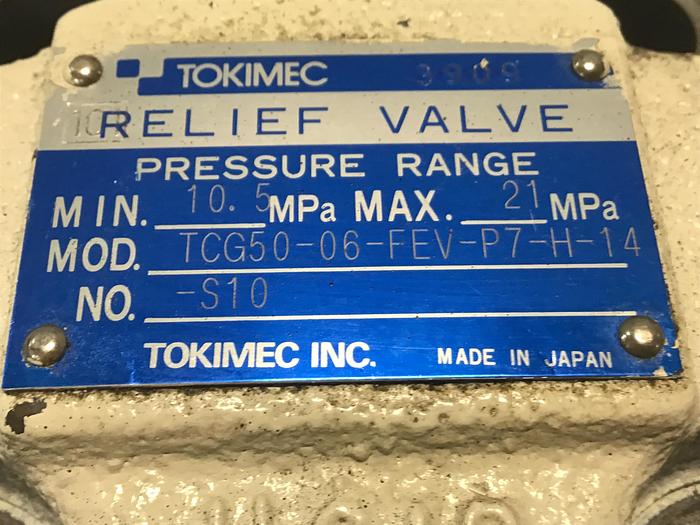 TOKIMEC 3909
RELIEF VALVE
PRESSURE RANGE
MIN. 10.5 MPa MAX. 21 MPa
MOD. TCG50-06-FEV-P7-H-14
NO. -S10
TOKIMEC INC. MADE IN JAPAN